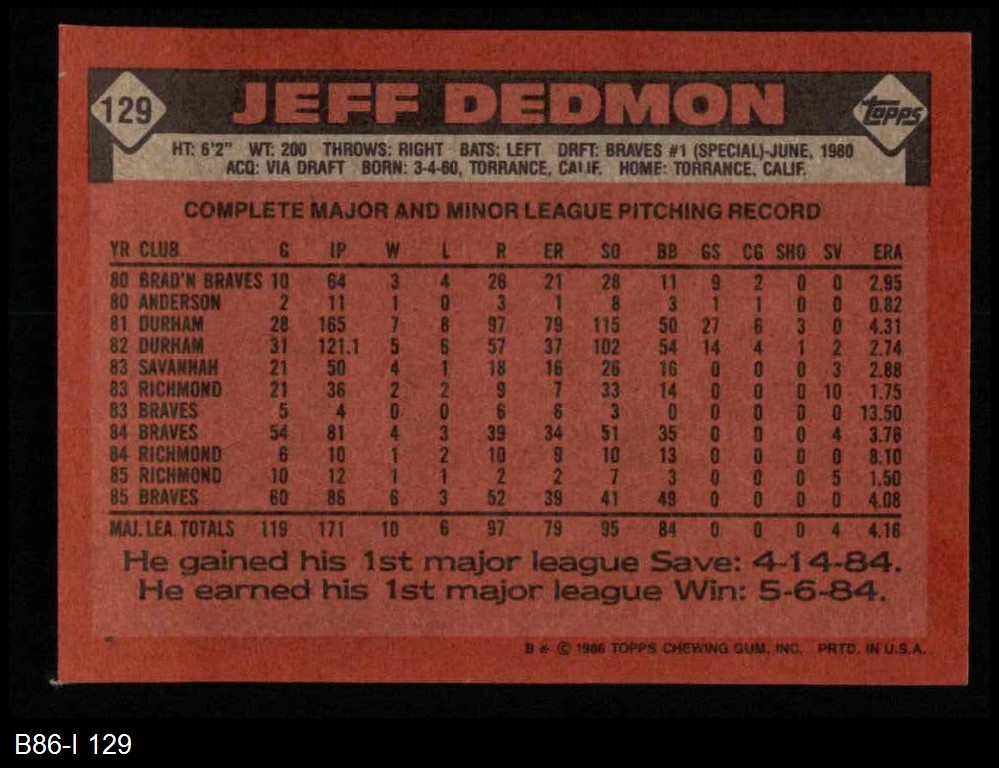 129 JEFF DEDMON topps
HT: 6'2" WT: 200 THROWS: RIGHT BATS: LEFT DRFT: BRAVES #1 (SPECIAL)-JUNE, 1980
ACQ: VIA DRAFT BORN: 3-4-60, TORRANCE, CALIF. HOME: TORRANCE, CALIF.
COMPLETE MAJOR AND MINOR LEAGUE PITCHING RECORD
YR CLUB G IP W L R ER SO BB GS CG SHO SV ERA
80 BRAD'N BRAVES 10 64 3 4 26 21 28 11 9 2 0 0 2.95
80 ANDERSON 2 11 1 0 3 1 8 3 1 1 0 0 0.82
81 DURHAM 28 165 7 8 97 79 115 50 27 6 3 0 4.31
82 DURHAM 31 121.1 5 6 57 37 102 54 14 4 1 2 2.74
83 SAVANNAH 21 50 4 1 18 16 26 16 0 0 0 3 2.88
83 RICHMOND 21 36 2 2 9 7 33 14 0 0 0 10 1.75
83 BRAVES 5 4 0 0 6 6 3 0 0 0 0 0 13.50
84 BRAVES 54 81 4 3 39 34 51 35 0 0 0 4 3.78
84 RICHMOND 6 10 1 2 10 9 10 13 0 0 0 0 8.10
85 RICHMOND 10 12 1 1 2 2 7 3 0 0 0 5 1.50
85 BRAVES 60 86 6 3 52 39 41 49 0 0 0 0 4.08
MAJ. LEA. TOTALS 119 171 10 6 97 79 95 84 0 0 0 4 4.16
He gained his 1st major league Save: 4-14-84.
He earned his 1st major league Win: 5-6-84.
B * © 1986 TOPPS CHEWING GUM, INC. PRTD. IN U.S.A.
B86-I 129